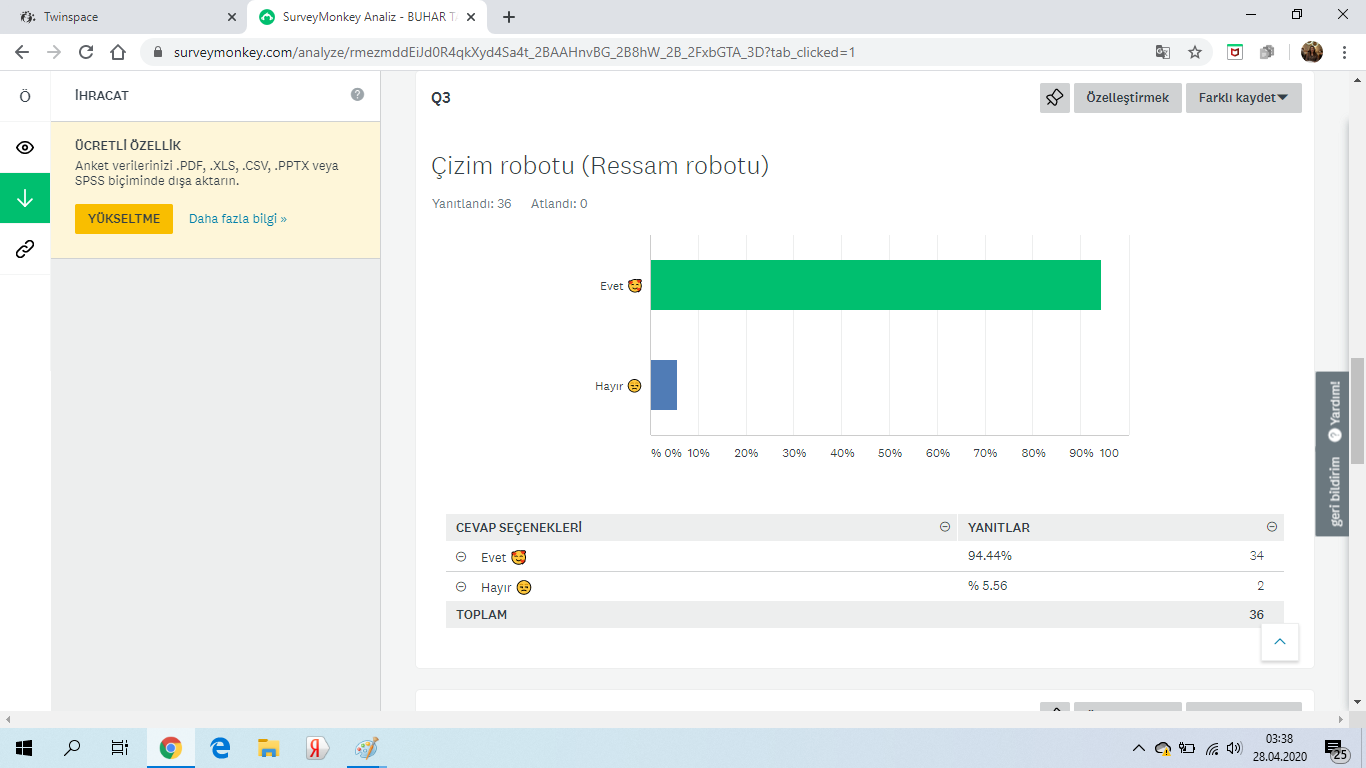 Twinspace
SurveyMonkey Analiz - BUHAR TA
surveymonkey.com/analyze/rmezmddEiJd0R4qkXyd4Sa4t_2BAAHnvBG_2B8hW_2B_2FxbGTA_3D?tab_clicked=1
Ö
İHRACAT
ÜCRETLİ ÖZELLİK
Anket verilerinizi .PDF, .XLS, .CSV, .PPTX veya
SPSS biçiminde dışa aktarın.
YÜKSELTME Daha fazla bilgi »
Q3
Özelleştirmek Farklı kaydet
Çizim robotu (Ressam robotu)
Yanıtlandı: 36 Atlandı: 0
Evet 🥰
Hayır 😒
% 0% 10% 20% 30% 40% 50% 60% 70% 80% 90% 100
CEVAP SEÇENEKLERİ YANITLAR
Evet 🥰 94.44% 34
Hayır 😒 % 5.56 2
TOPLAM 36
Yardım!
geri bildirim
03:38
28.04.2020
25